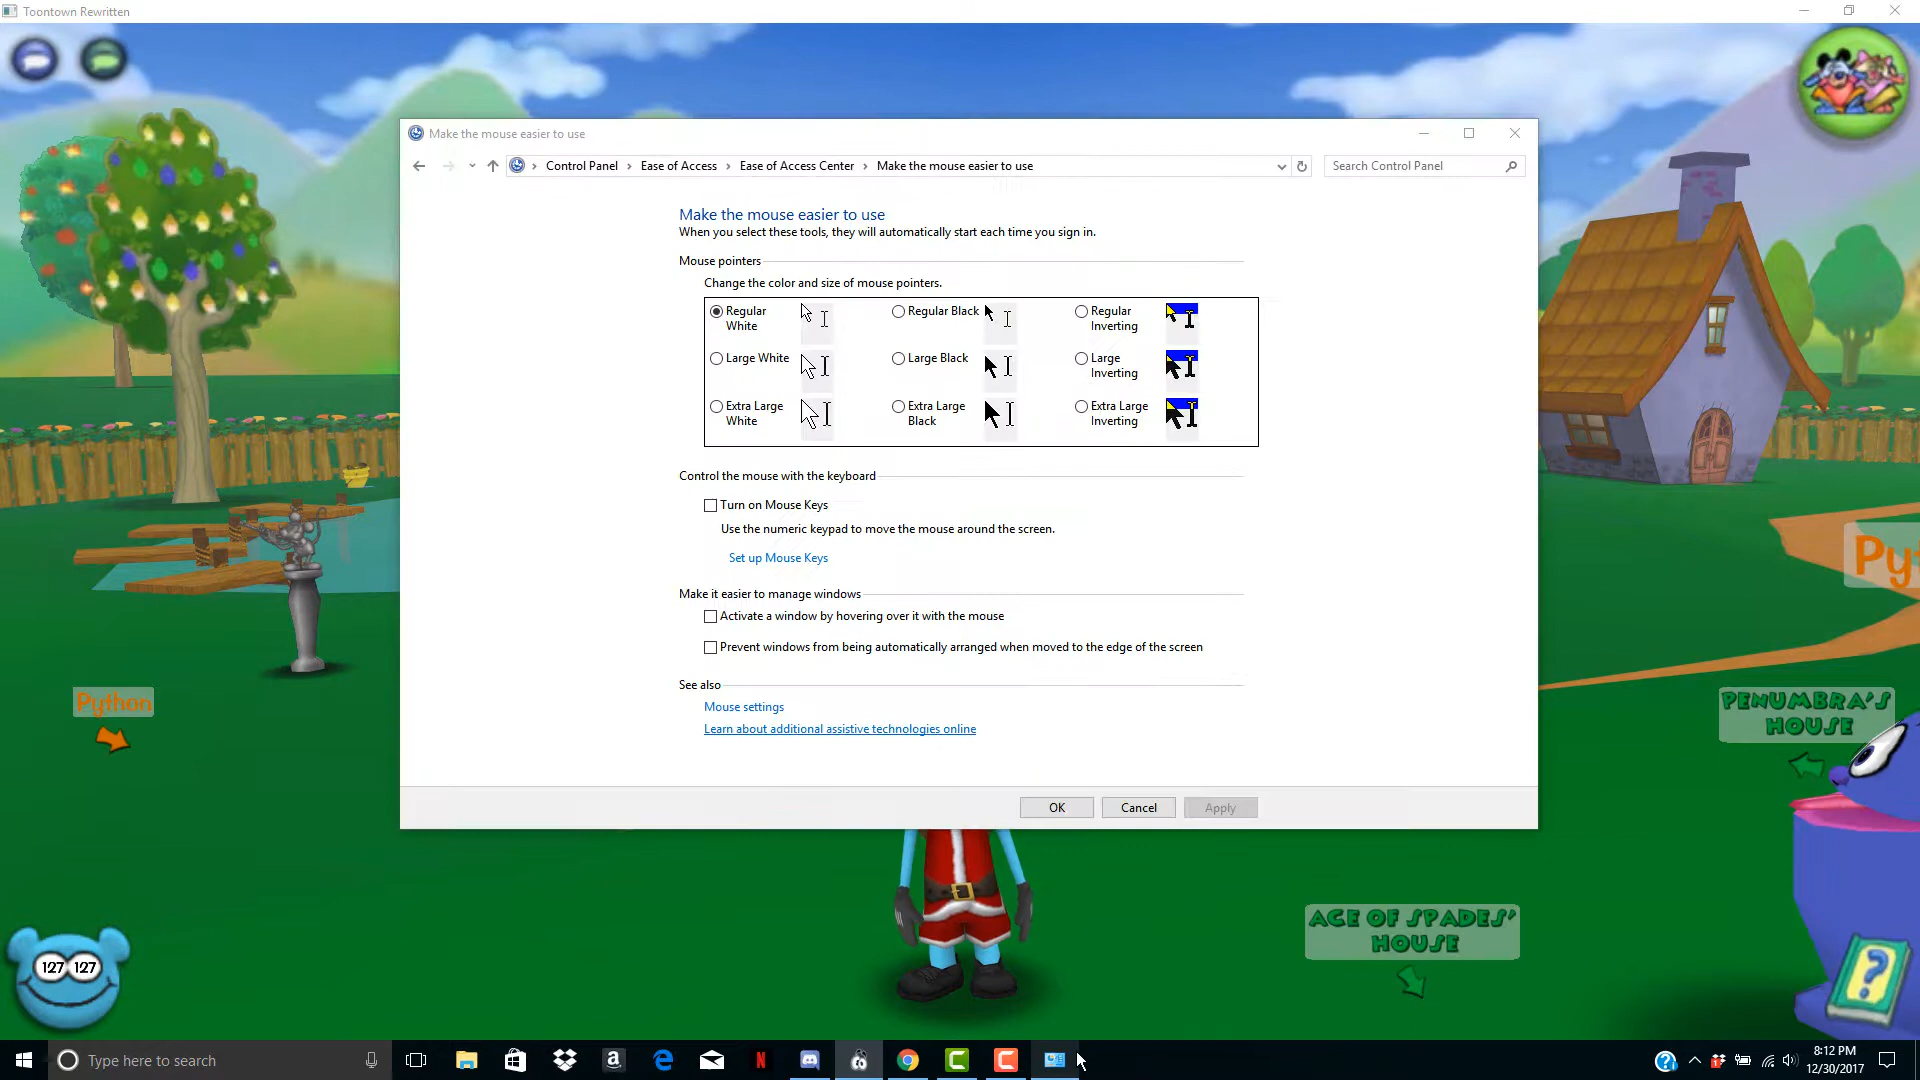 Toontown Rewritten
Make the mouse easier to use
Control Panel > Ease of Access > Ease of Access Center > Make the mouse easier to use
Search Control Panel
Make the mouse easier to use
When you select these tools, they will automatically start each time you sign in.
Mouse pointers
Change the color and size of mouse pointers.
Regular White
Regular Black
Regular Inverting
Large White
Large Black
Large Inverting
Extra Large White
Extra Large Black
Extra Large Inverting
Control the mouse with the keyboard
Turn on Mouse Keys
Use the numeric keypad to move the mouse around the screen.
Set up Mouse Keys
Make it easier to manage windows
Activate a window by hovering over it with the mouse
Prevent windows from being automatically arranged when moved to the edge of the screen
See also
Mouse settings
Learn about additional assistive technologies online
OK
Cancel
Apply
Py
Python
PENUMBRA'S
HOUSE
ACE OF SPADES'
HOUSE
127 127
?
Type here to search
a
N
8:12 PM
12/30/2017